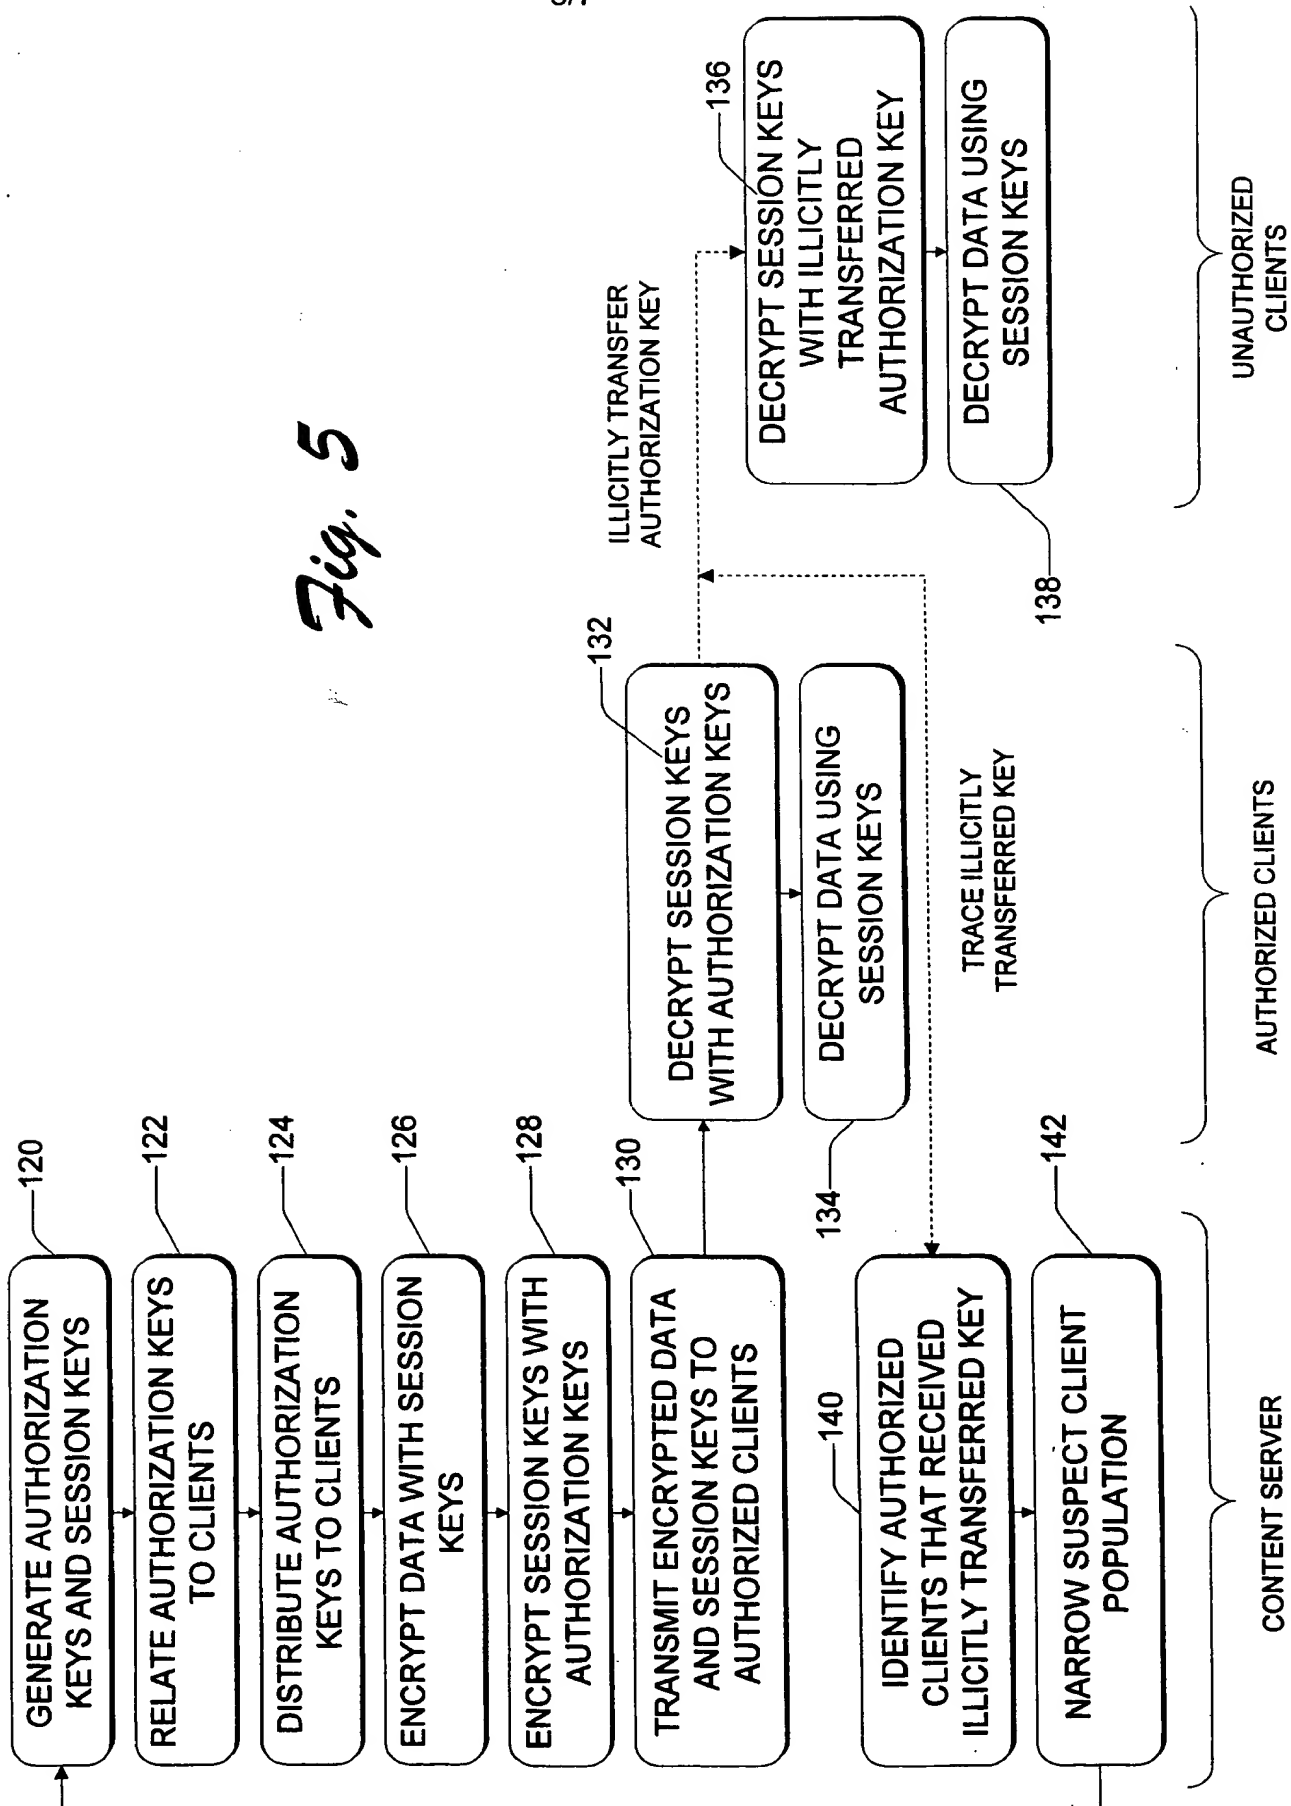 Fig. 5
120
GENERATE AUTHORIZATION
KEYS AND SESSION KEYS
122
RELATE AUTHORIZATION KEYS
TO CLIENTS
124
DISTRIBUTE AUTHORIZATION
KEYS TO CLIENTS
126
ENCRYPT DATA WITH SESSION
KEYS
128
ENCRYPT SESSION KEYS WITH
AUTHORIZATION KEYS
130
TRANSMIT ENCRYPTED DATA
AND SESSION KEYS TO
AUTHORIZED CLIENTS
140
IDENTIFY AUTHORIZED
CLIENTS THAT RECEIVED
ILLICITLY TRANSFERRED KEY
142
NARROW SUSPECT CLIENT
POPULATION
CONTENT SERVER
132
DECRYPT SESSION KEYS
WITH AUTHORIZATION KEYS
DECRYPT DATA USING
SESSION KEYS
134
TRACE ILLICITLY
TRANSFERRED KEY
AUTHORIZED CLIENTS
ILLICITLY TRANSFER
AUTHORIZATION KEY
136
DECRYPT SESSION KEYS
WITH ILLICITLY
TRANSFERRED
AUTHORIZATION KEY
DECRYPT DATA USING
SESSION KEYS
138
UNAUTHORIZED
CLIENTS